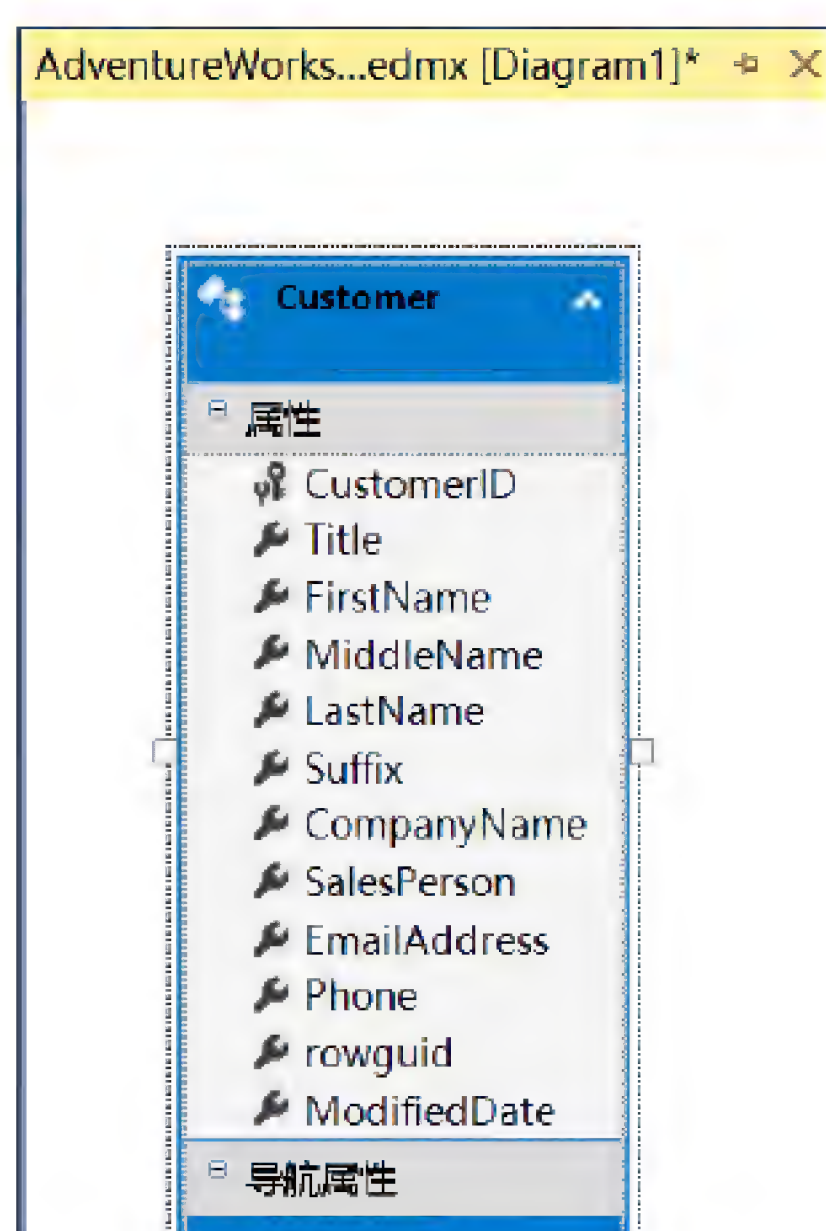 AdventureWorks...edmx [Diagram1]*
Customer
属性
CustomerID
Title
FirstName
MiddleName
LastName
Suffix
CompanyName
SalesPerson
EmailAddress
Phone
rowguid
ModifiedDate
导航属性